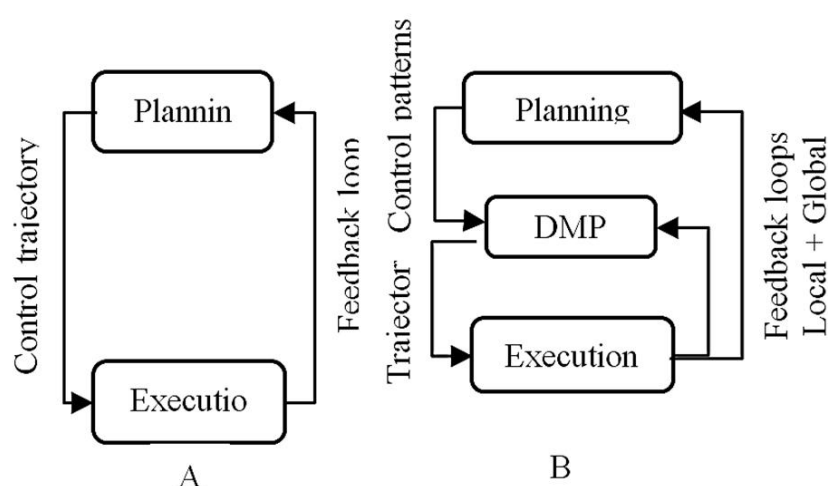 Plannin
Control trajectory
Feedback loop
Executio
A
Control patterns
Planning
DMP
Trajector
Execution
Feedback loops
Local + Global
B